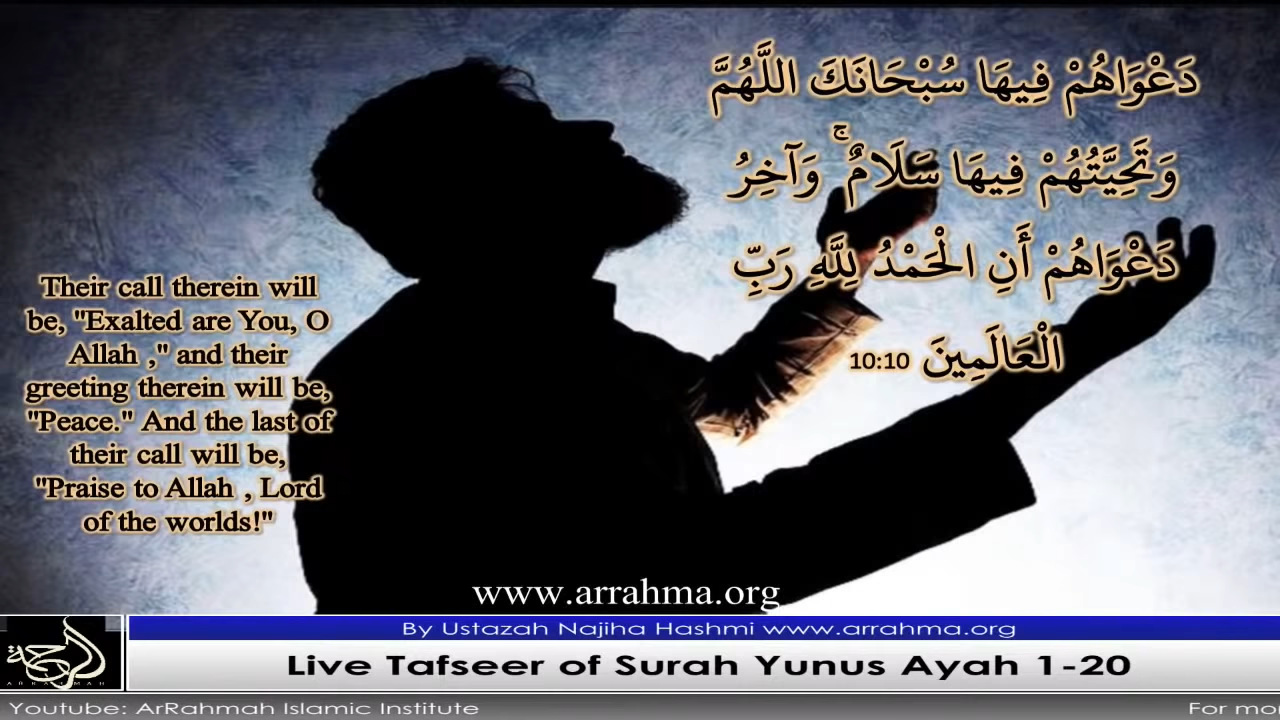 دَعْوَاهُمْ فِيهَا سُبْحَانَكَ اللَّهُمَّ
وَتَحِيَّتُهُمْ فِيهَا سَلَامٌ ۚ وَآخِرُ
دَعْوَاهُمْ أَنِ الْحَمْدُ لِلَّهِ رَبِّ
الْعَالَمِينَ 10:10
Their call therein will
be, "Exalted are You, O
Allah ," and their
greeting therein will be,
"Peace." And the last of
their call will be,
"Praise to Allah , Lord
of the worlds!"
www.arrahma.org
By Ustazah Najiha Hashmi www.arrahma.org
Live Tafseer of Surah Yunus Ayah 1-20
ARRAHMAH
Youtube: ArRahmah Islamic Institute
For